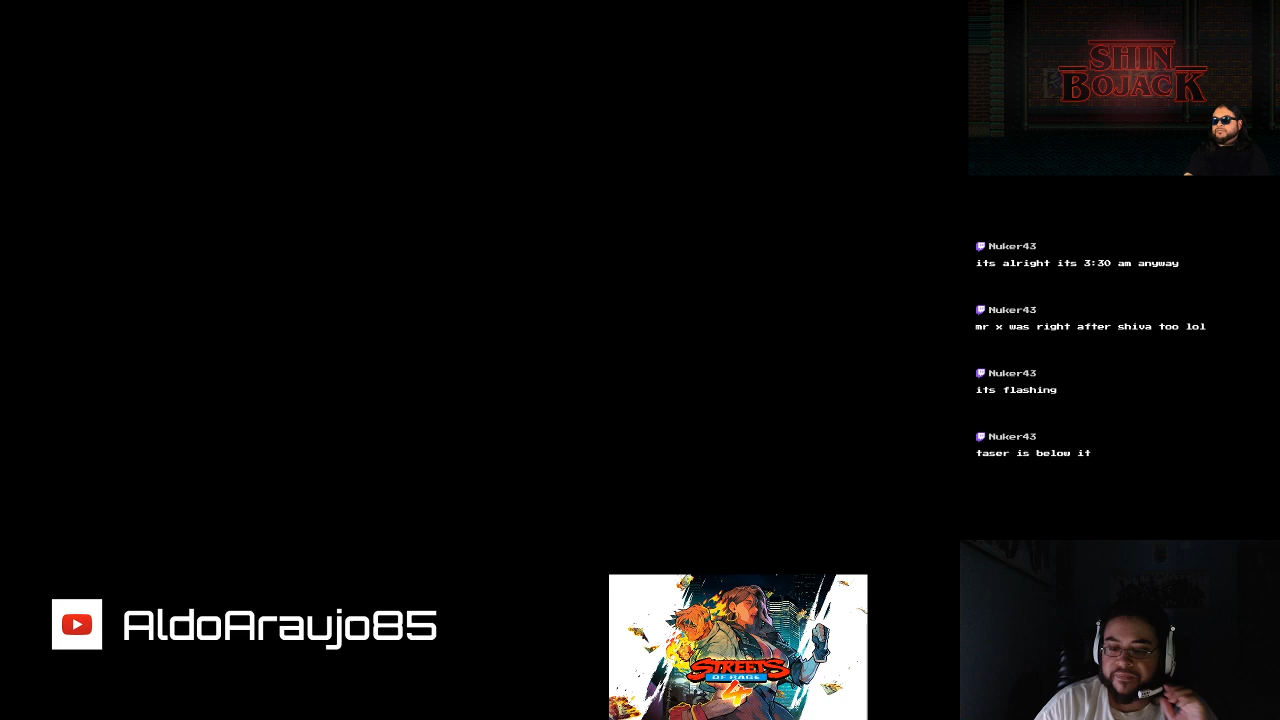 SHIN
BOJACK
Nuker43
its alright its 3:30 am anyway
Nuker43
mr x was right after shiva too lol
Nuker43
its flashing
Nuker43
taser is below it
AldoAraujo85
STREETS
OF RAGE
4